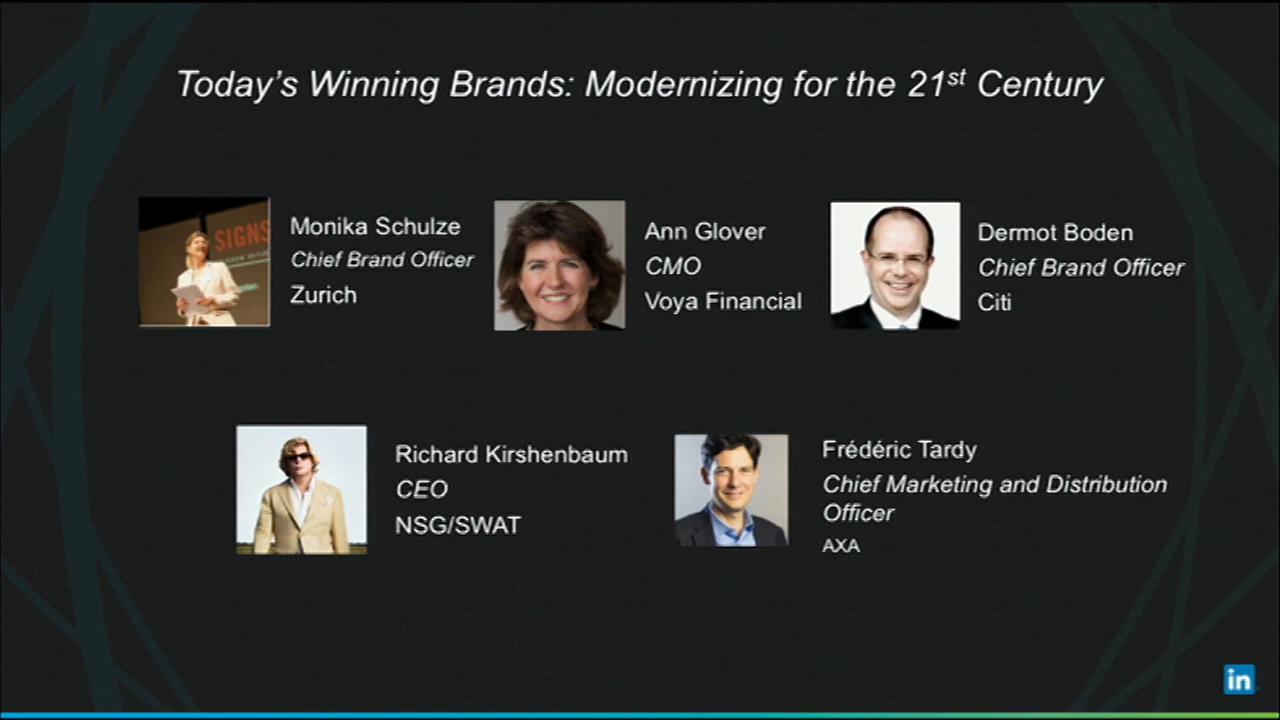 Today's Winning Brands: Modernizing for the 21st Century
SIGNS
Monika Schulze
Chief Brand Officer
Zurich
Ann Glover
CMO
Voya Financial
Dermot Boden
Chief Brand Officer
Citi
Richard Kirshenbaum
CEO
NSG/SWAT
Frédéric Tardy
Chief Marketing and Distribution
Officer
AXA
in